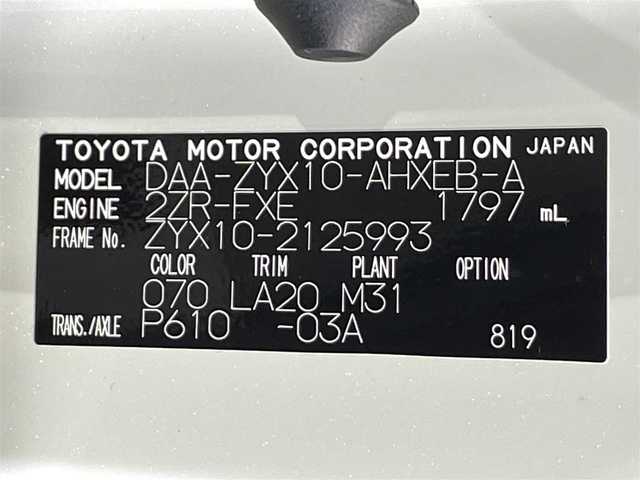 TOYOTA MOTOR CORPORATION JAPAN
MODEL DAA-ZYX10-AHXEB-A
ENGINE 2ZR-FXE 1797 mL
FRAME No. ZYX10-2125993
COLOR TRIM PLANT OPTION
070 LA20 M31
TRANS./AXLE P610 -03A 819